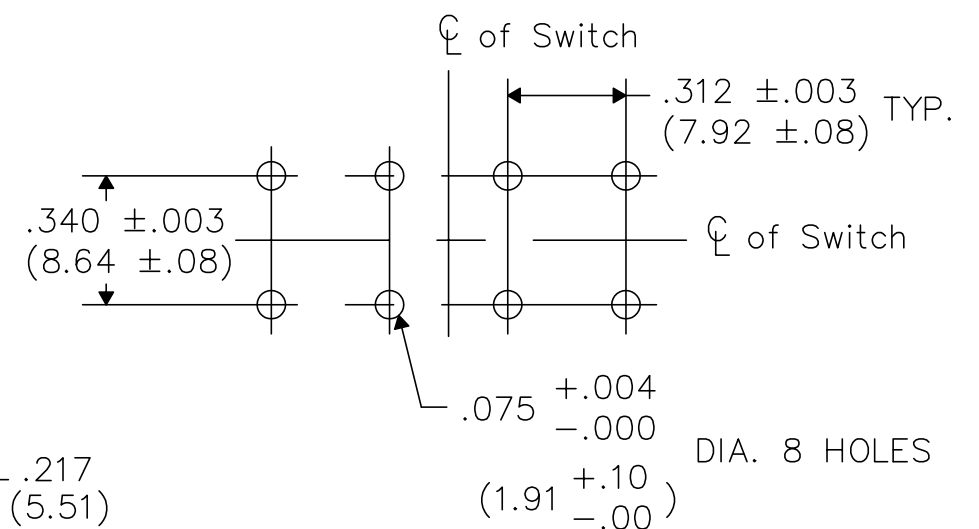 ℄ of Switch
.312 ±.003
(7.92 ±.08)
TYP.
.340 ±.003
(8.64 ±.08)
℄ of Switch
.075 +.004
-.000
DIA. 8 HOLES
(1.91 +.10
-.00)
.217
(5.51)